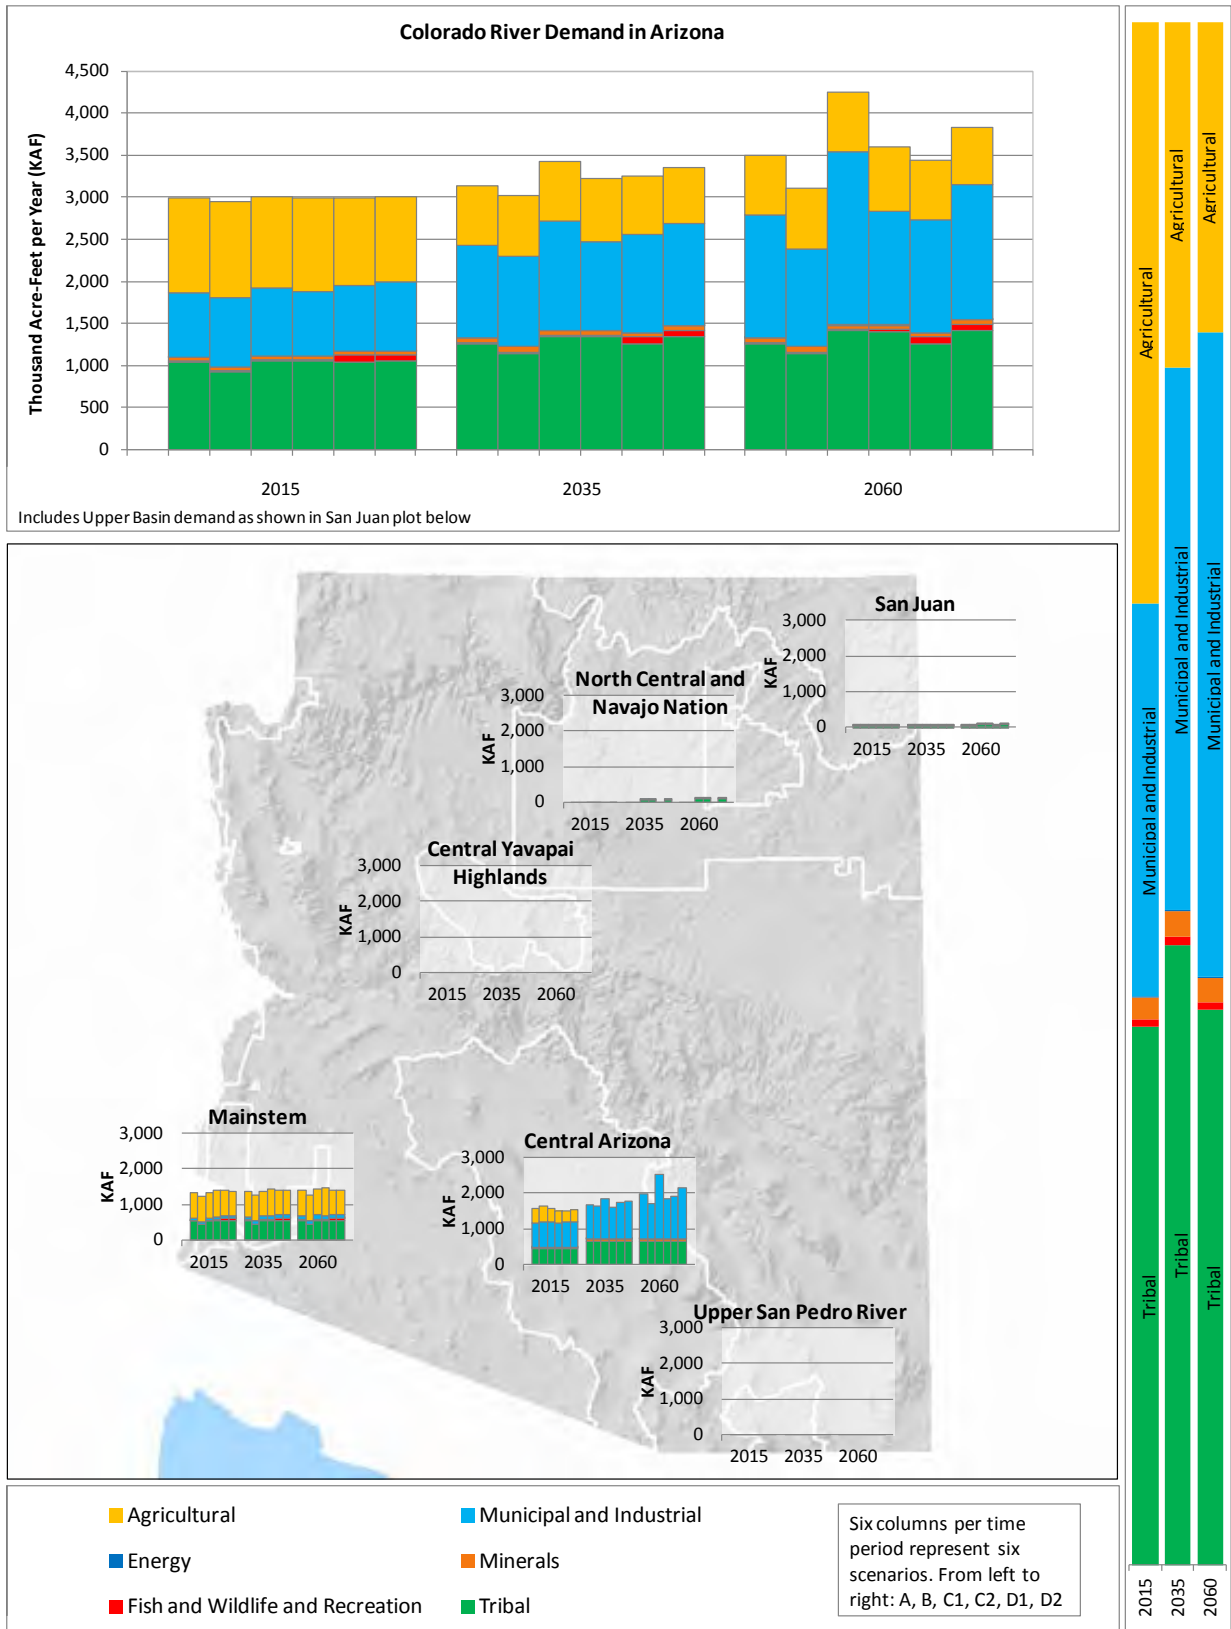 Colorado River Demand in Arizona
Thousand Acre-Feet per Year (KAF)
4,500
4,000
3,500
3,000
2,500
2,000
1,500
1,000
500
0
2015 2035 2060
Includes Upper Basin demand as shown in San Juan plot below
San Juan
KAF
3,000
2,000
1,000
0
2015 2035 2060
North Central and
Navajo Nation
KAF
3,000
2,000
1,000
0
2015 2035 2060
Central Yavapai
Highlands
KAF
3,000
2,000
1,000
0
2015 2035 2060
Mainstem
KAF
3,000
2,000
1,000
0
2015 2035 2060
Central Arizona
KAF
3,000
2,000
1,000
0
2015 2035 2060
Upper San Pedro River
KAF
3,000
2,000
1,000
0
2015 2035 2060
Agricultural
Municipal and Industrial
Energy
Minerals
Fish and Wildlife and Recreation
Tribal
Six columns per time
period represent six
scenarios. From left to
right: A, B, C1, C2, D1, D2
Agricultural
Municipal and Industrial
Tribal
2015
Agricultural
Municipal and Industrial
Tribal
2035
Agricultural
Municipal and Industrial
Tribal
2060